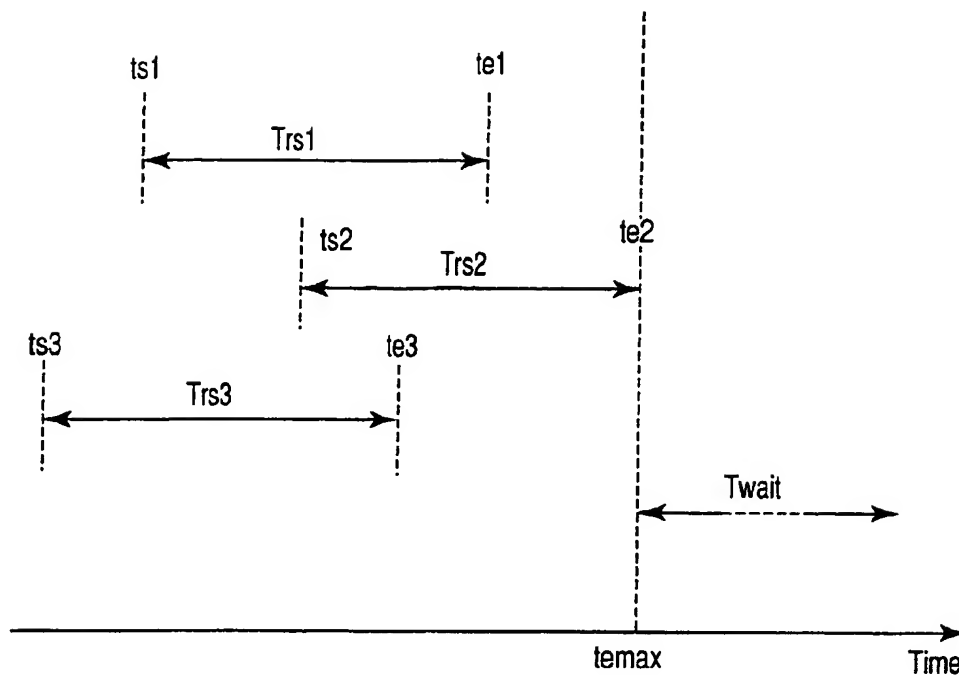 ts1
te1
Trs1
ts2
te2
Trs2
ts3
te3
Trs3
Twait
temax
Time